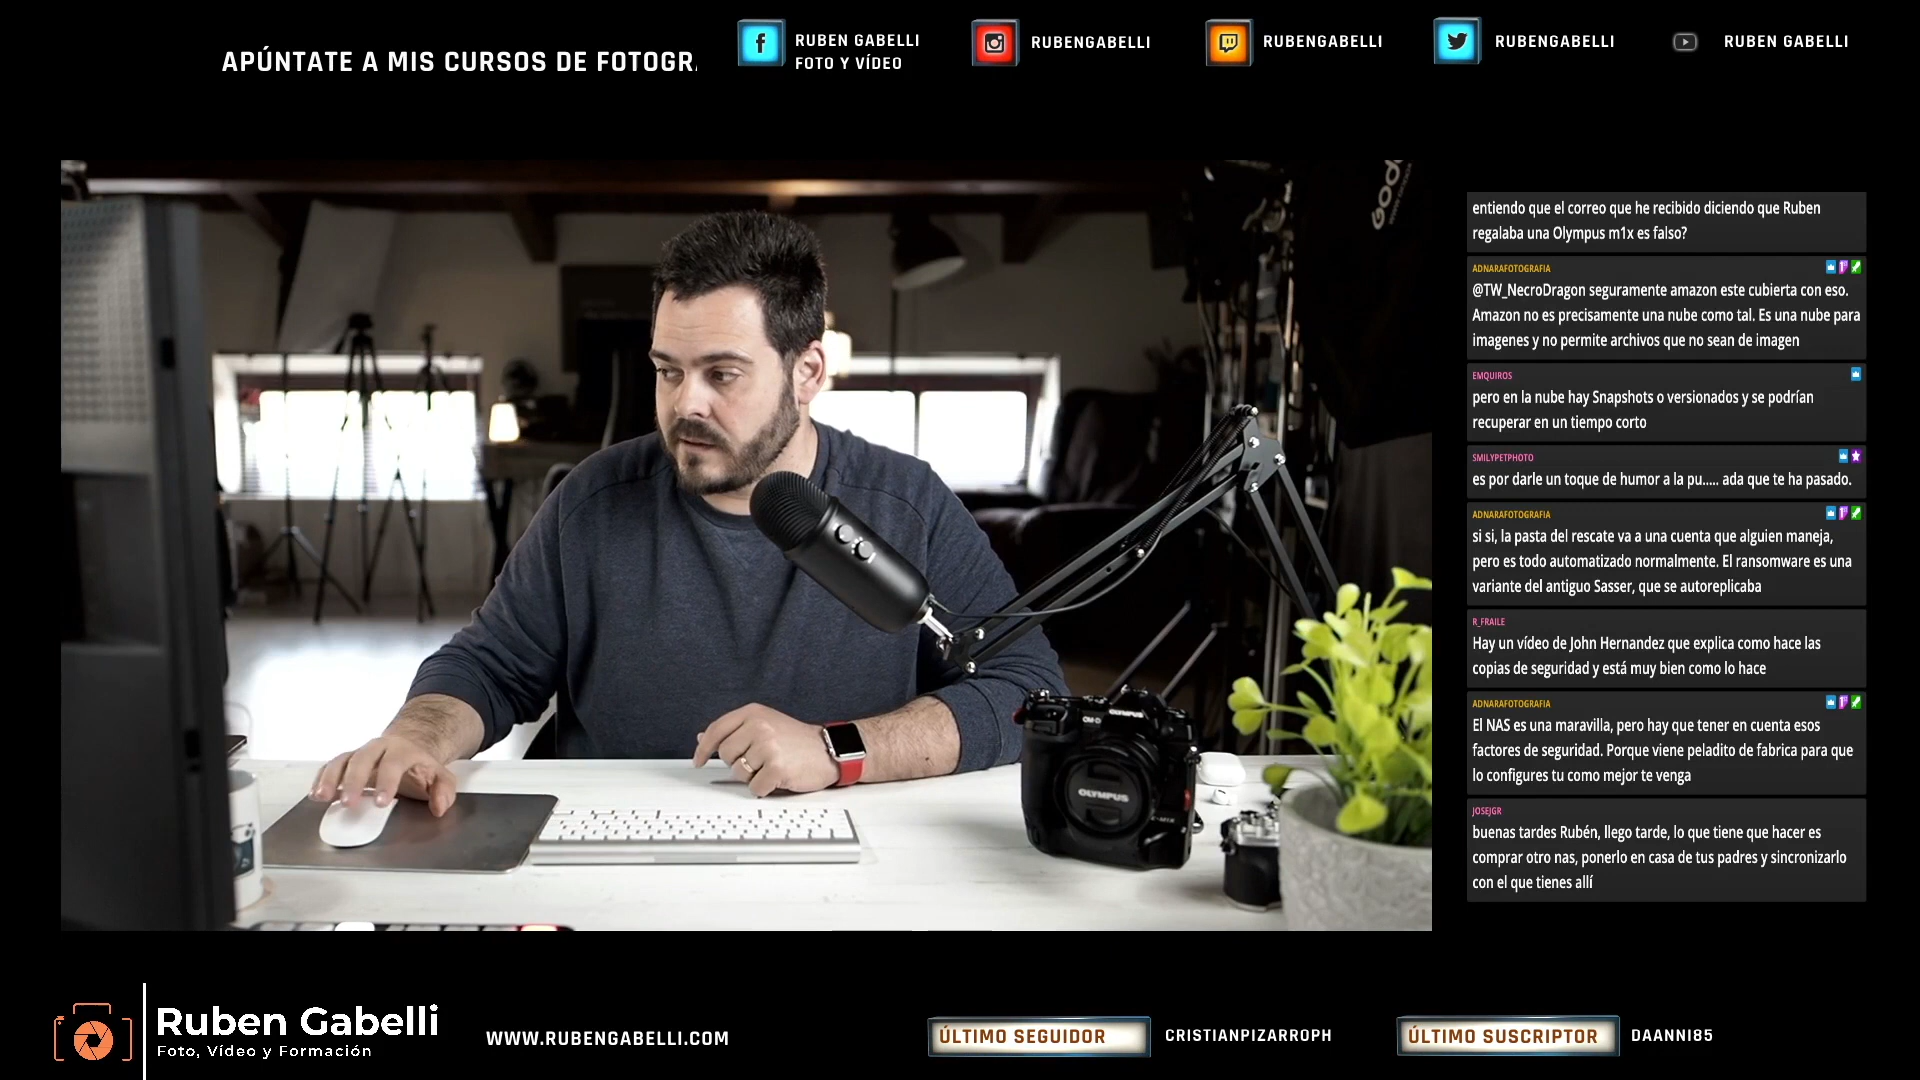 APÚNTATE A MIS CURSOS DE FOTOGR
RUBEN GABELLI
FOTO Y VÍDEO
RUBENGABELLI
RUBENGABELLI
RUBENGABELLI
RUBEN GABELLI
GODOX
entiendo que el correo que he recibido diciendo que Ruben
regalaba una Olympus m1x es falso?
ADNARAFOTOGRAFIA
@TW_NecroDragon seguramente amazon este cubierta con eso.
Amazon no es precisamente una nube como tal. Es una nube para
imagenes y no permite archivos que no sean de imagen
EMQUIROS
pero en la nube hay Snapshots o versionados y se podrían
recuperar en un tiempo corto
SMILYPETPHOTO
es por darle un toque de humor a la pu..... ada que te ha pasado.
ADNARAFOTOGRAFIA
si si, la pasta del rescate va a una cuenta que alguien maneja,
pero es todo automatizado normalmente. El ransomware es una
variante del antiguo Sasser, que se autoreplicaba
R_FRAILE
Hay un vídeo de John Hernandez que explica como hace las
copias de seguridad y está muy bien como lo hace
ADNARAFOTOGRAFIA
El NAS es una maravilla, pero hay que tener en cuenta esos
factores de seguridad. Porque viene peladito de fabrica para que
lo configures tu como mejor te venga
JOSEJGR
buenas tardes Rubén, llego tarde, lo que tiene que hacer es
comprar otro nas, ponerlo en casa de tus padres y sincronizarlo
con el que tienes allí
OM-D
OLYMPUS
OLYMPUS
Ruben Gabelli
Foto, Vídeo y Formación
WWW.RUBENGABELLI.COM
ÚLTIMO SEGUIDOR
CRISTIANPIZARROPH
ÚLTIMO SUSCRIPTOR
DAANNI85